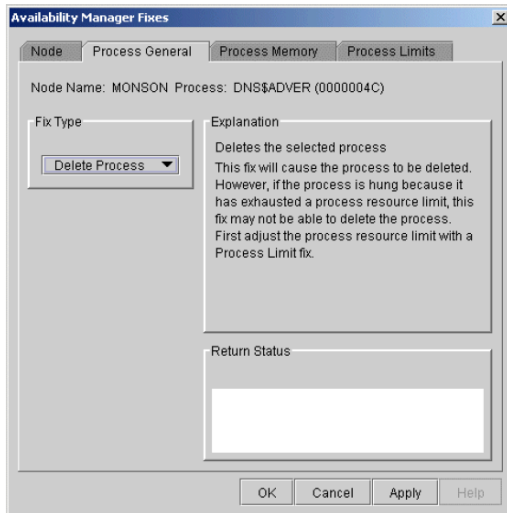 Availability Manager Fixes
Node
Process General
Process Memory
Process Limits
Node Name: MONSON Process: DNS$ADVER (0000004C)
Fix Type
Delete Process
Explanation
Deletes the selected process
This fix will cause the process to be deleted.
However, if the process is hung because it
has exhausted a process resource limit, this
fix may not be able to delete the process.
First adjust the process resource limit with a
Process Limit fix.
Return Status
OK
Cancel
Apply
Help